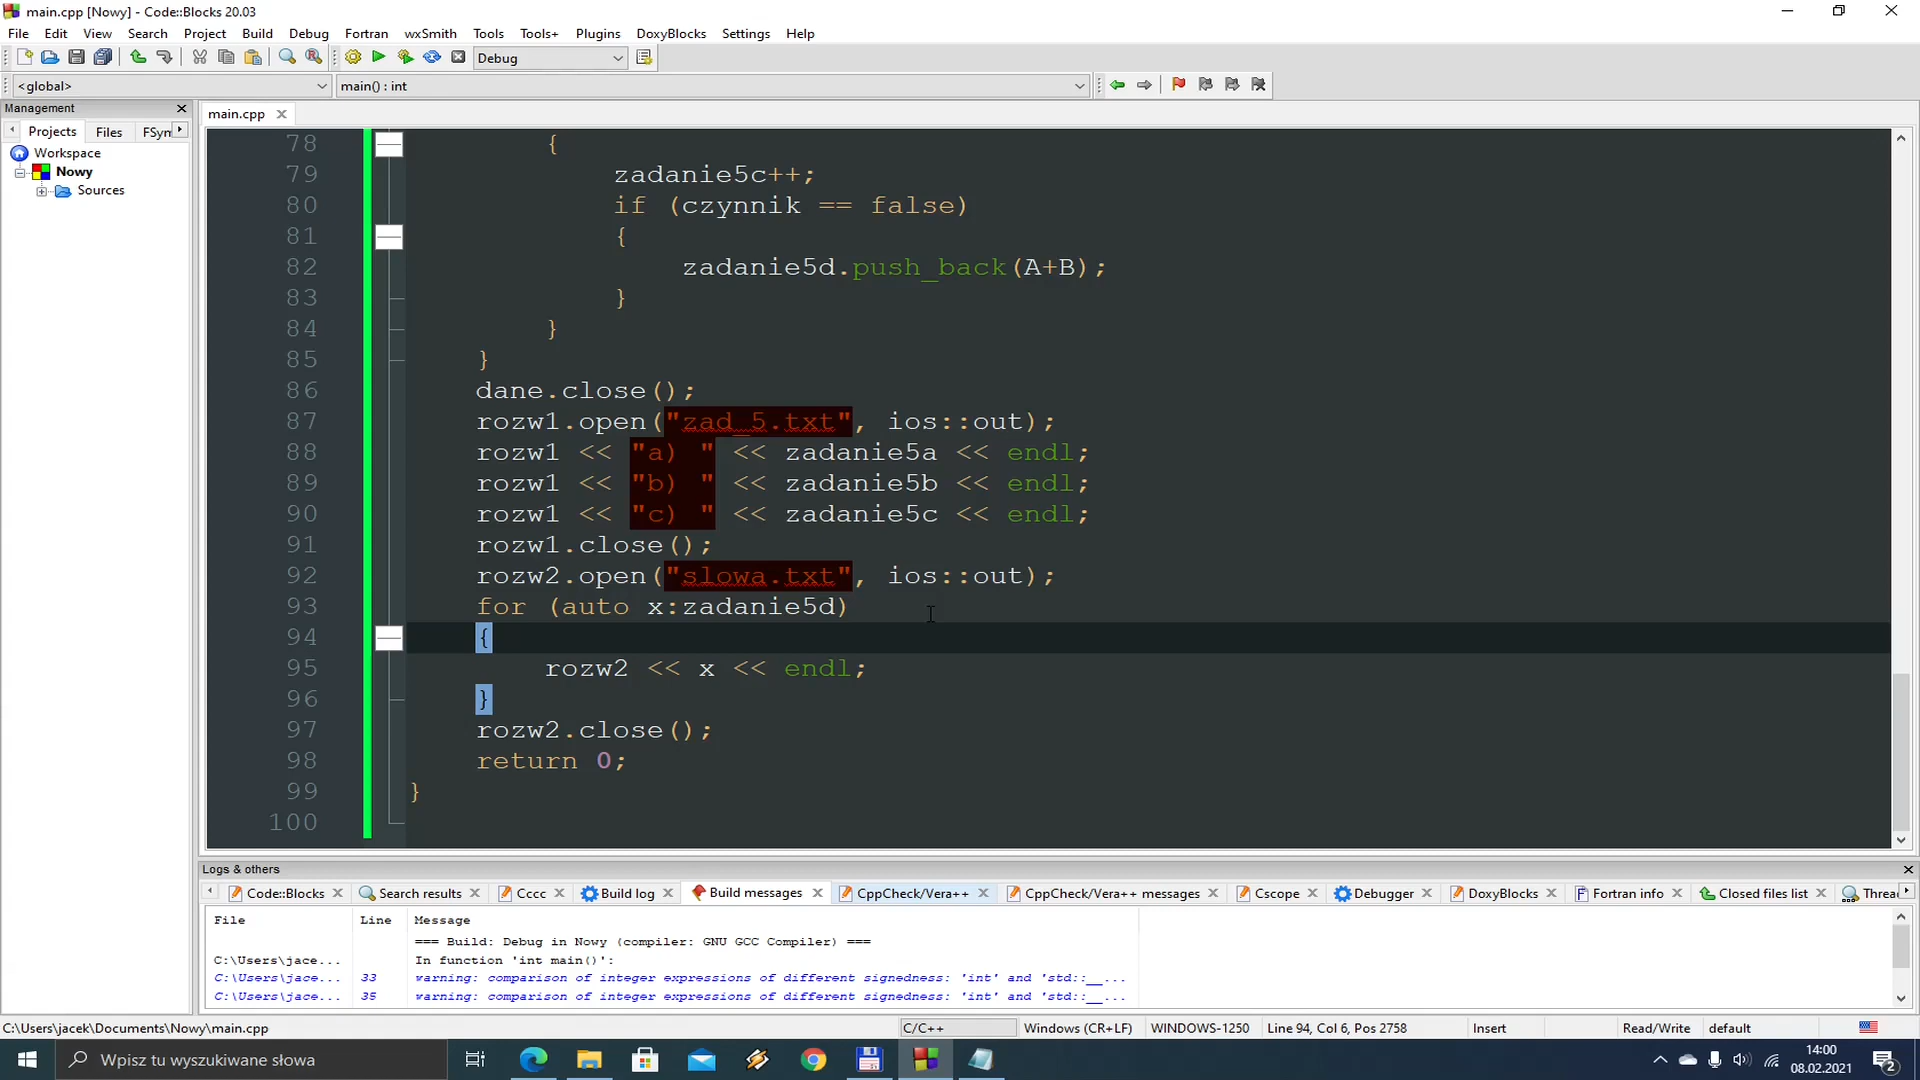 main.cpp [Nowy] - Code::Blocks 20.03
File Edit View Search Project Build Debug Fortran wxSmith Tools Tools+ Plugins DoxyBlocks Settings Help
Debug
<global> main() : int
Management
main.cpp
Projects Files FSym
Workspace
Nowy
Sources
78 {
79 zadanie5c++;
80 if (czynnik == false)
81 {
82 zadanie5d.push_back(A+B);
83 }
84 }
85 }
86 dane.close();
87 rozw1.open("zad_5.txt", ios::out);
88 rozw1 << "a) " << zadanie5a << endl;
89 rozw1 << "b) " << zadanie5b << endl;
90 rozw1 << "c) " << zadanie5c << endl;
91 rozw1.close();
92 rozw2.open("slowa.txt", ios::out);
93 for (auto x:zadanie5d)
94 {
95 rozw2 << x << endl;
96 }
97 rozw2.close();
98 return 0;
99 }
100
Logs & others
Code::Blocks Search results Cccc Build log Build messages CppCheck/Vera++ CppCheck/Vera++ messages Cscope Debugger DoxyBlocks Fortran info Closed files list Threa
File Line Message
=== Build: Debug in Nowy (compiler: GNU GCC Compiler) ===
C:\Users\jace... In function 'int main()':
C:\Users\jace... 33 warning: comparison of integer expressions of different signedness: 'int' and 'std::__...
C:\Users\jace... 35 warning: comparison of integer expressions of different signedness: 'int' and 'std::__...
C:\Users\jacek\Documents\Nowy\main.cpp C/C++ Windows (CR+LF) WINDOWS-1250 Line 94, Col 6, Pos 2758 Insert Read/Write default
Wpisz tu wyszukiwane słowa
14:00
08.02.2021
2